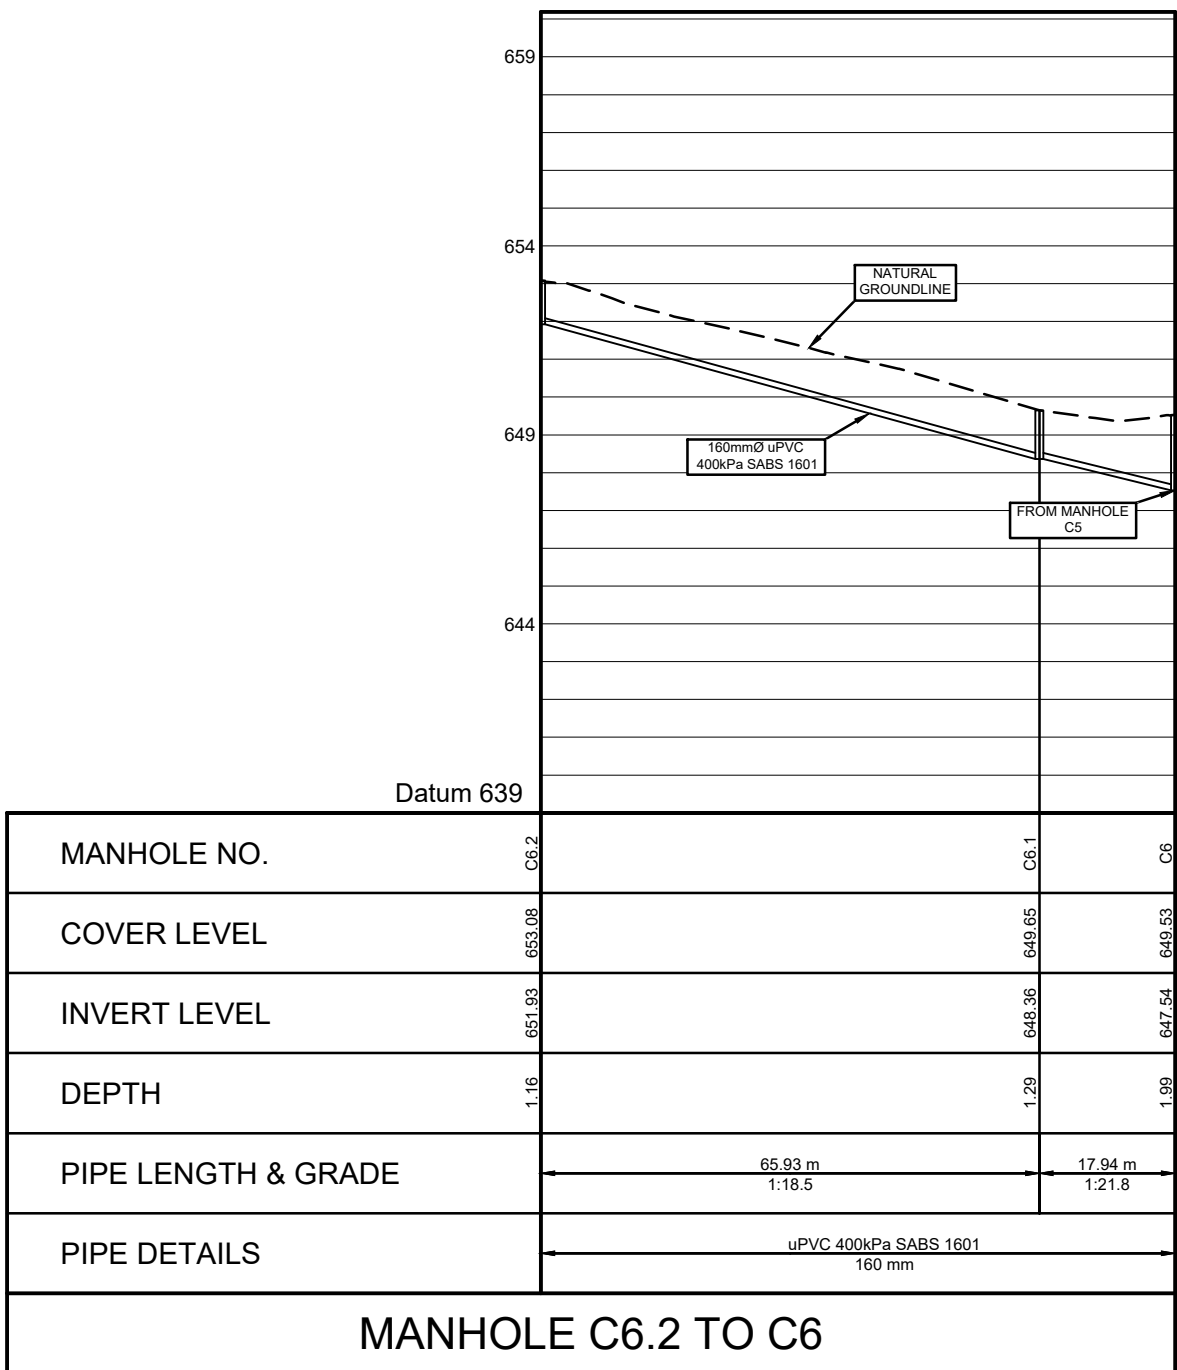 659
654
NATURAL
GROUNDLINE
649
160mmØ uPVC
400kPa SABS 1601
FROM MANHOLE
C5
644
Datum 639
MANHOLE NO. C6.2 C6.1 C6
COVER LEVEL 653.08 649.65 649.53
INVERT LEVEL 651.93 648.36 647.54
DEPTH 1.16 1.29 1.99
PIPE LENGTH & GRADE 65.93 m 17.94 m
1:18.5 1:21.8
PIPE DETAILS uPVC 400kPa SABS 1601
160 mm
MANHOLE C6.2 TO C6